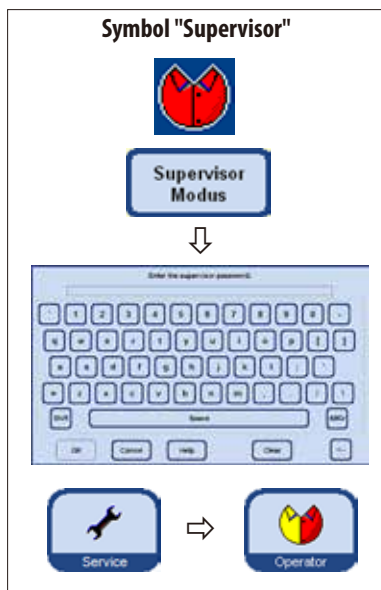 Symbol "Supervisor"
Supervisor
Modus
Enter the supervisor password:
1 2 3 4 5 6 7 8 9 0 -
q w e r t y u i o p [ ]
a s d f g h j k l ; '
z x c v b n m , . / \
Shift Space
OK Cancel Help Clear <--
Service Operator